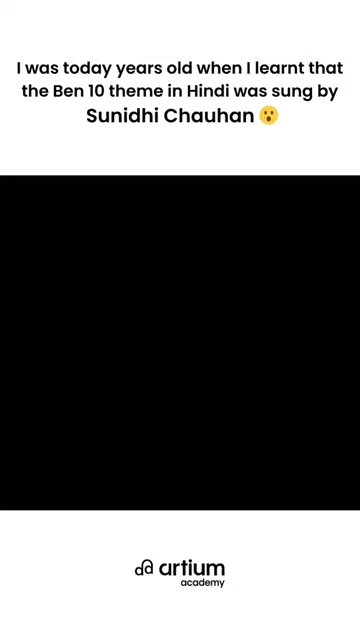 I was today years old when I learnt that
the Ben 10 theme in Hindi was sung by
Sunidhi Chauhan 😮
artium
academy